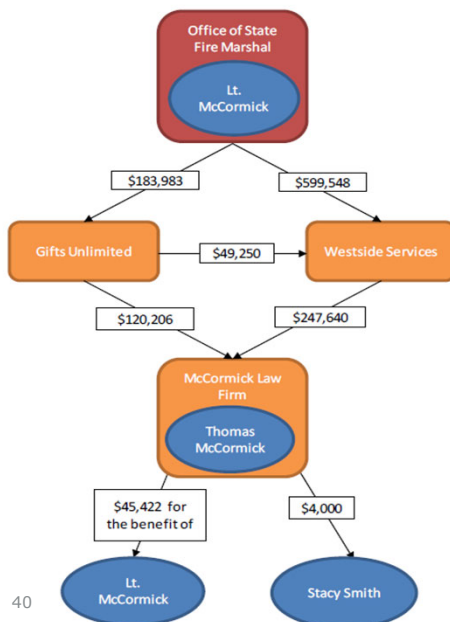 Office of State
Fire Marshal
Lt.
McCormick
$183,983
$599,548
Gifts Unlimited
$49,250
Westside Services
$120,206
$247,640
McCormick Law
Firm
Thomas
McCormick
$45,422 for
the benefit of
$4,000
Lt.
McCormick
Stacy Smith
40